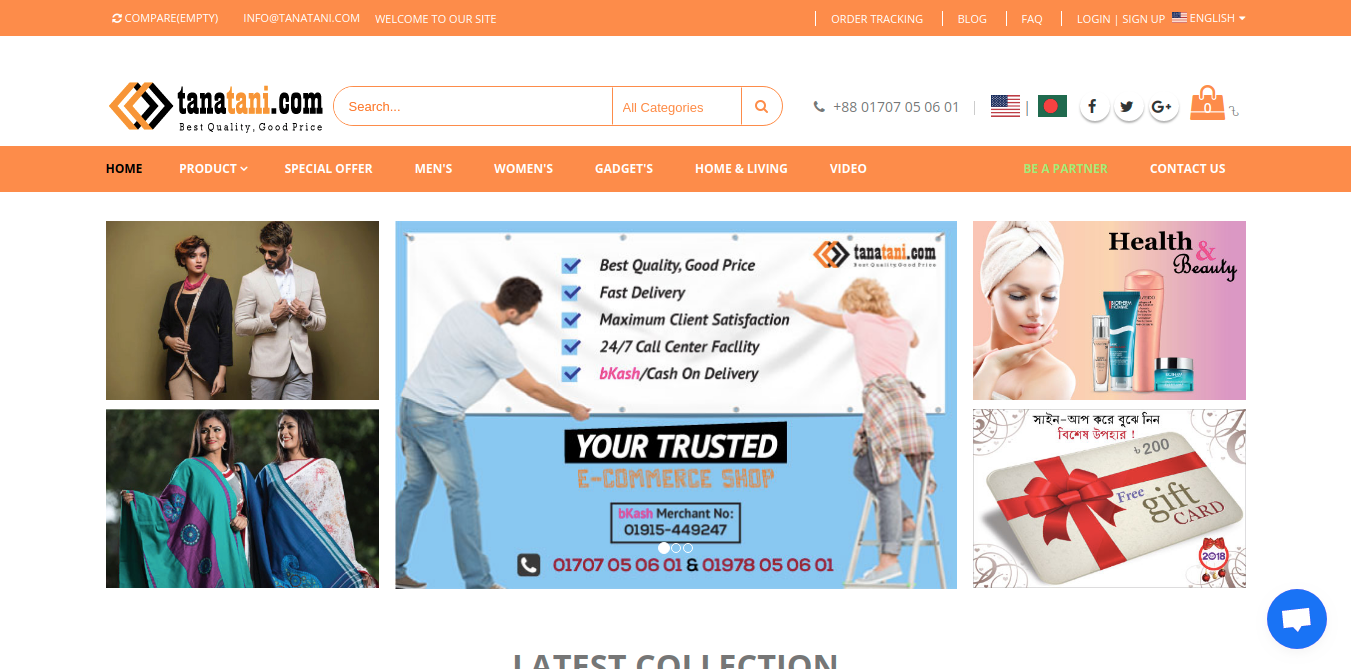 COMPARE(EMPTY) INFO@TANATANI.COM WELCOME TO OUR SITE ORDER TRACKING BLOG FAQ LOGIN | SIGN UP ENGLISH
tanatani.com
Best Quality, Good Price
Search... All Categories
+88 01707 05 06 01
0
HOME PRODUCT SPECIAL OFFER MEN'S WOMEN'S GADGET'S HOME & LIVING VIDEO BE A PARTNER CONTACT US
tanatani.com
Best Quality Good Price
Best Quality, Good Price
Fast Delivery
Maximum Client Satisfaction
24/7 Call Center Facllity
bKash/Cash On Delivery
YOUR TRUSTED
E-COMMERCE SHOP
bKash Merchant No:
01915-449247
01707 05 06 01 & 01978 05 06 01
Health &
Beauty
BIOTHERM
HOMME
সাইন-আপ করে বুঝে নিন
বিশেষ উপহার !
৳ 200
Free gift
CARD
2018
LATEST COLLECTION